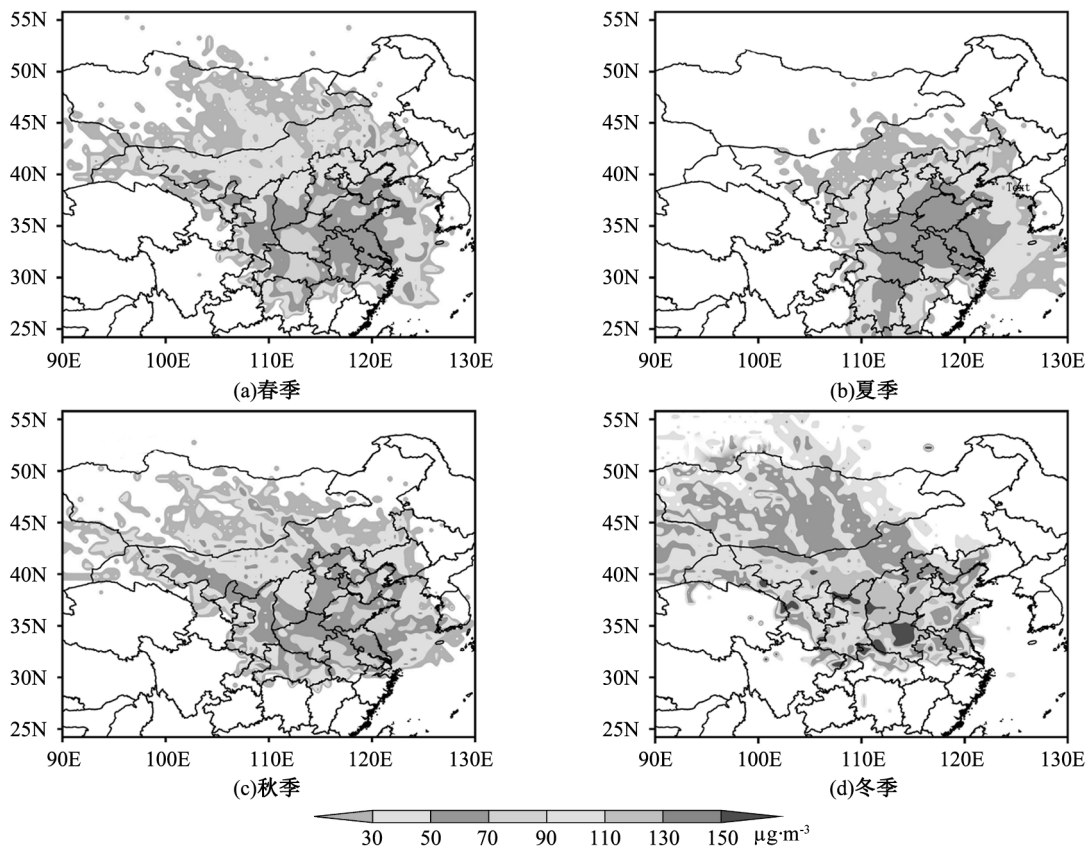 55N
50N
45N
40N
35N
30N
25N
90E 100E 110E 120E 130E
(a)春季
55N
50N
45N
40N
Text
35N
30N
25N
90E 100E 110E 120E 130E
(b)夏季
55N
50N
45N
40N
35N
30N
25N
90E 100E 110E 120E 130E
(c)秋季
55N
50N
45N
40N
35N
30N
25N
90E 100E 110E 120E 130E
(d)冬季
30 50 70 90 110 130 150 μg·m⁻³